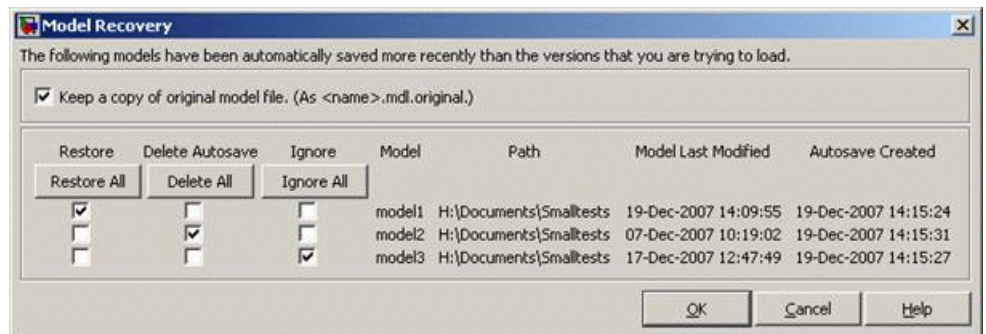 Model Recovery
The following models have been automatically saved more recently than the versions that you are trying to load.
Keep a copy of original model file. (As <name>.mdl.original.)
Restore Delete Autosave Ignore Model Path Model Last Modified Autosave Created
Restore All Delete All Ignore All
model1 H:\Documents\Smalltests 19-Dec-2007 14:09:55 19-Dec-2007 14:15:24
model2 H:\Documents\Smalltests 07-Dec-2007 10:19:02 19-Dec-2007 14:15:31
model3 H:\Documents\Smalltests 17-Dec-2007 12:47:49 19-Dec-2007 14:15:27
OK Cancel Help